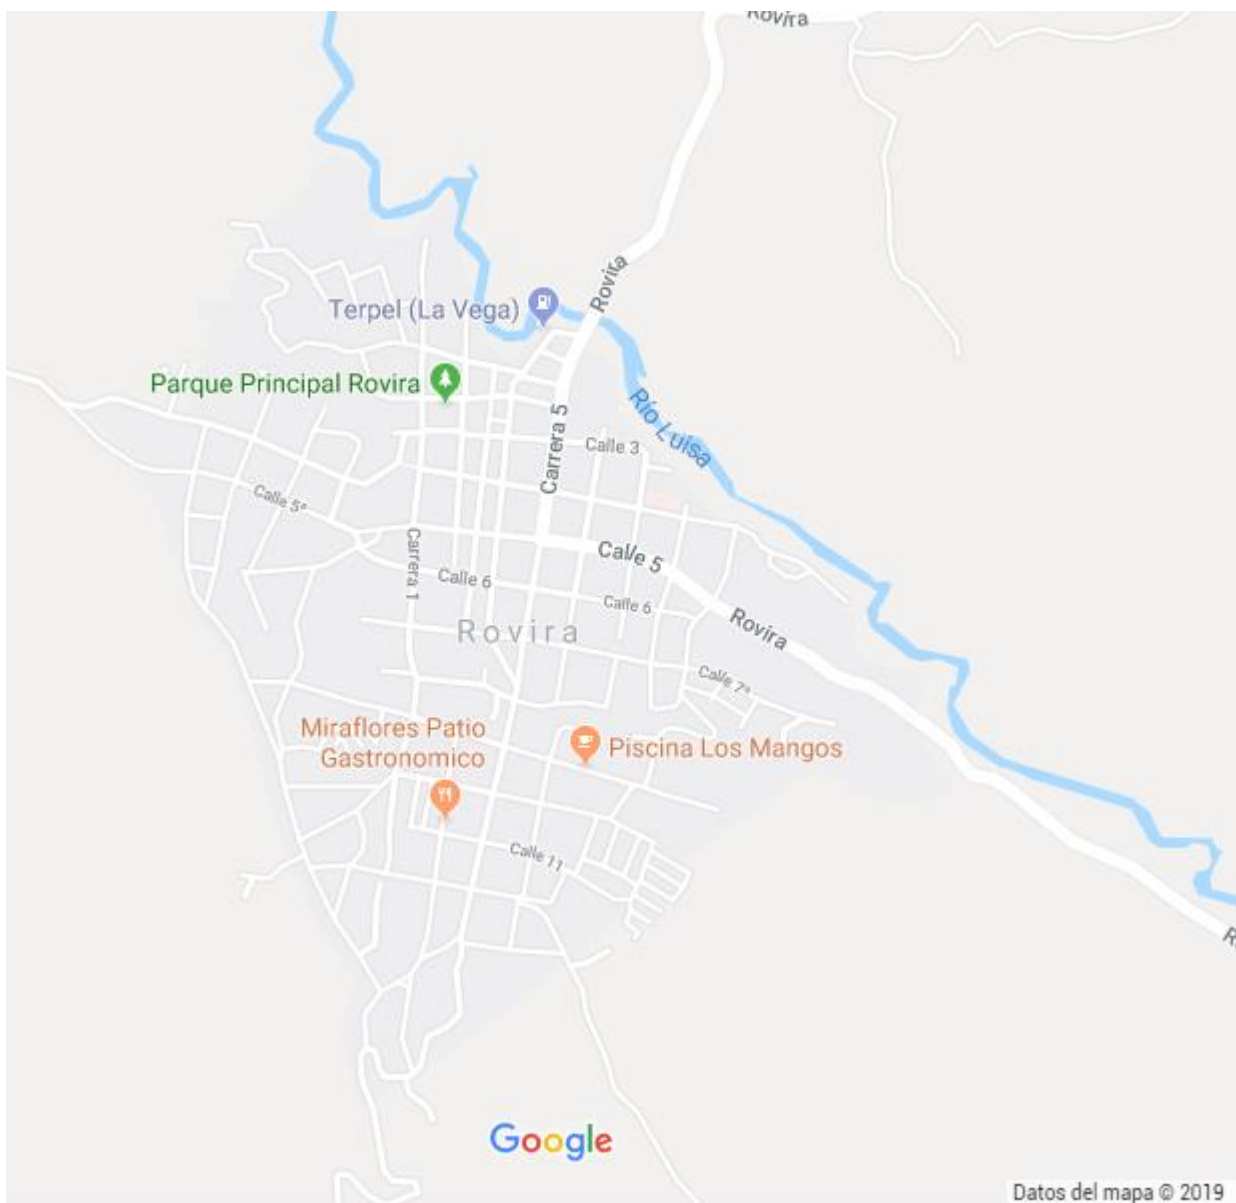 Rovira
Rovira
Terpel (La Vega)
Parque Principal Rovira
Río Luisa
Carrera 5
Calle 3
Calle 5ª
Carrera 1
Calle 5
Calle 6
Calle 6
Rovira
Rovira
Calle 7ª
Miraflores Patio
Gastronomico
Piscina Los Mangos
Calle 11
Google
Datos del mapa © 2019